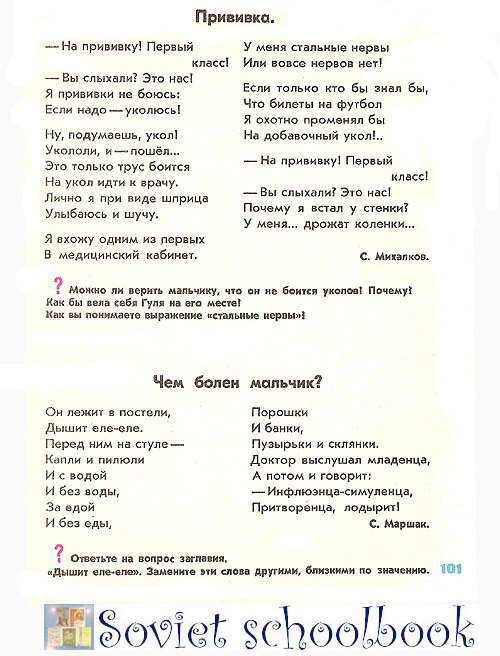 Прививка.
— На прививку! Первый
класс!
— Вы слыхали? Это нас!
Я прививки не боюсь:
Если надо — уколюсь!
Ну, подумаешь, укол!
Укололи, и — пошёл...
Это только трус боится
На укол идти к врачу.
Лично я при виде шприца
Улыбаюсь и шучу.
Я вхожу одним из первых
В медицинский кабинет.
У меня стальные нервы
Или вовсе нервов нет!
Если только кто бы знал бы,
Что билеты на футбол
Я охотно променял бы
На добавочный укол!..
— На прививку! Первый
класс!
— Вы слыхали? Это нас!
Почему я встал у стенки?
У меня... дрожат коленки...
С. Михалков.
? Можно ли верить мальчику, что он не боится уколов? Почему?
Как бы вела себя Гуля на его месте?
Как вы понимаете выражение «стальные нервы»?
Чем болен мальчик?
Он лежит в постели,
Дышит еле-еле.
Перед ним на стуле —
Капли и пилюли
И с водой
И без воды,
За едой
И без еды,
Порошки
И банки,
Пузырьки и склянки.
Доктор выслушал младенца,
А потом и говорит:
— Инфлюэнца-симуленца,
Притворенца, лодырит!
С. Маршак.
? Ответьте на вопрос заглавия.
«Дышит еле-еле». Замените эти слова другими, близкими по значению.
101
Soviet schoolbook